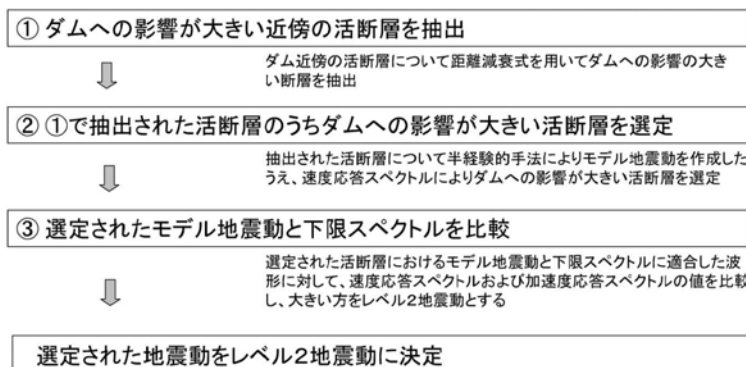 ① ダムへの影響が大きい近傍の活断層を抽出
ダム近傍の活断層について距離減衰式を用いてダムへの影響の大き
い断層を抽出
② ①で抽出された活断層のうちダムへの影響が大きい活断層を選定
抽出された活断層について半経験的手法によりモデル地震動を作成した
うえ、速度応答スペクトルによりダムへの影響が大きい活断層を選定
③ 選定されたモデル地震動と下限スペクトルを比較
選定された活断層におけるモデル地震動と下限スペクトルに適合した波
形に対して、速度応答スペクトルおよび加速度応答スペクトルの値を比較
し、大きい方をレベル2地震動とする
選定された地震動をレベル2地震動に決定